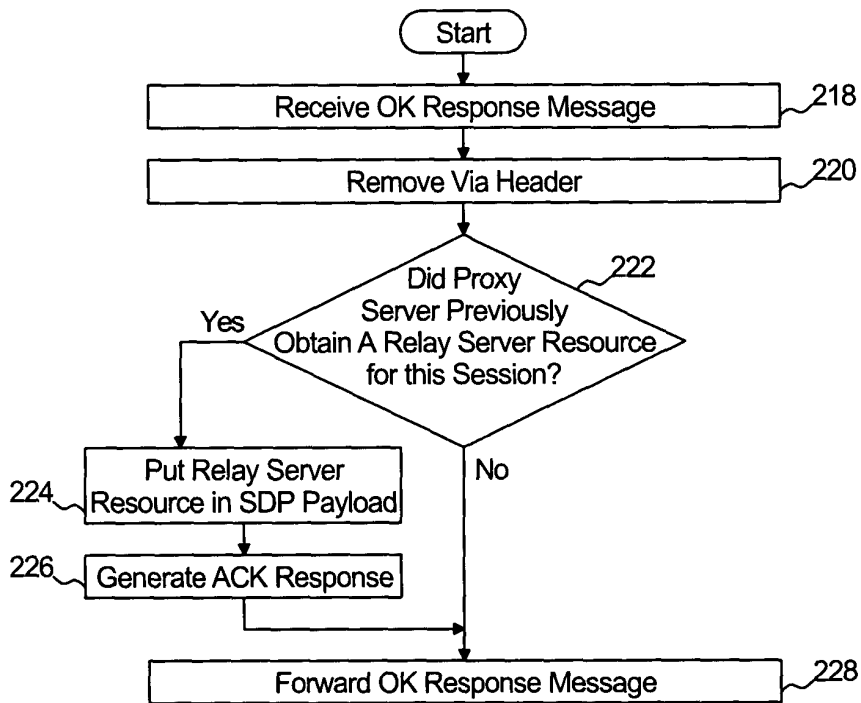 Start
Receive OK Response Message
218
Remove Via Header
220
222
Did Proxy
Server Previously
Obtain A Relay Server Resource
for this Session?
Yes
No
Put Relay Server
Resource in SDP Payload
224
226
Generate ACK Response
Forward OK Response Message
228